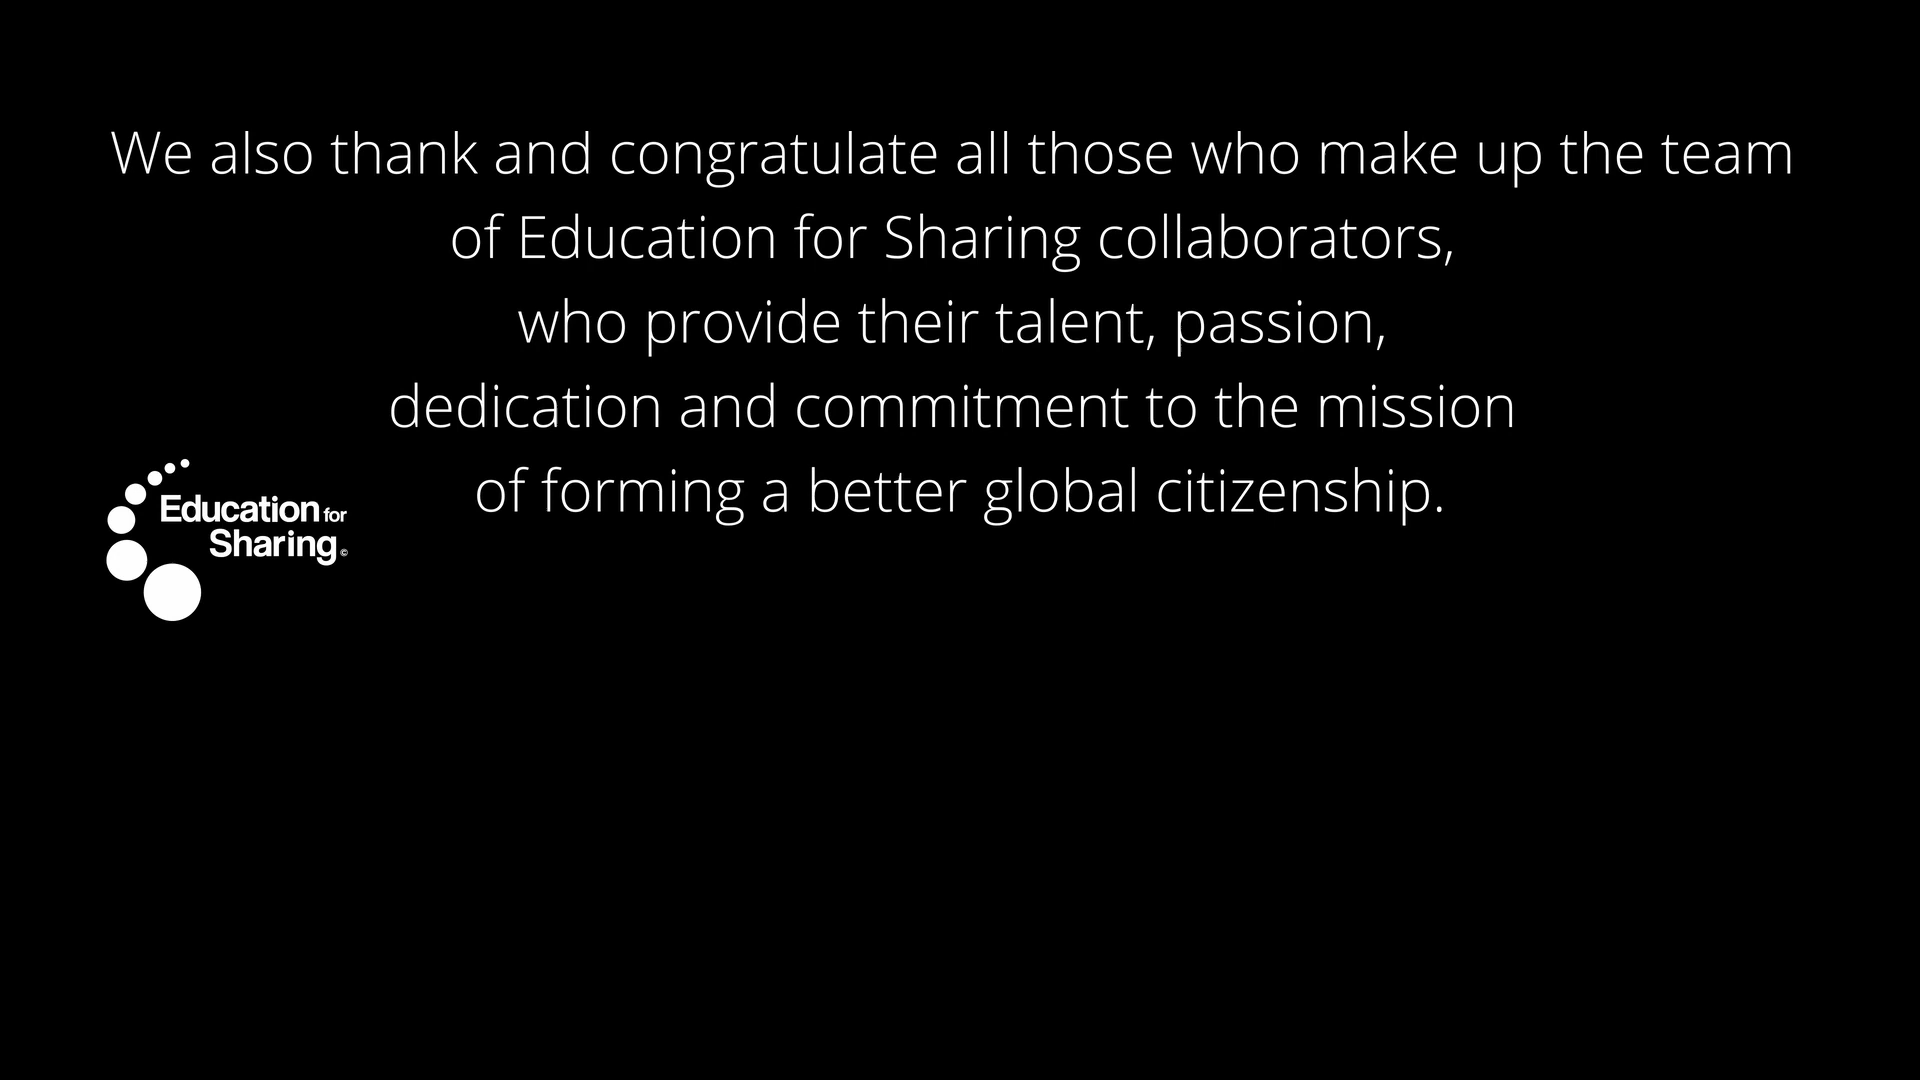 We also thank and congratulate all those who make up the team
of Education for Sharing collaborators,
who provide their talent, passion,
dedication and commitment to the mission
of forming a better global citizenship.
Education for
Sharing ©